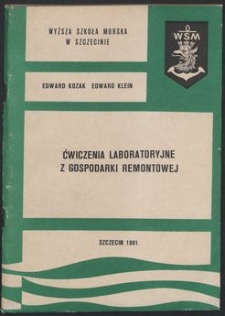 WYŻSZA SZKOŁA MORSKA
W SZCZECINIE
WSM
EDWARD KOZAK EDWARD KLEIN
ĆWICZENIA LABORATORYJNE
Z GOSPODARKI REMONTOWEJ
SZCZECIN 1981